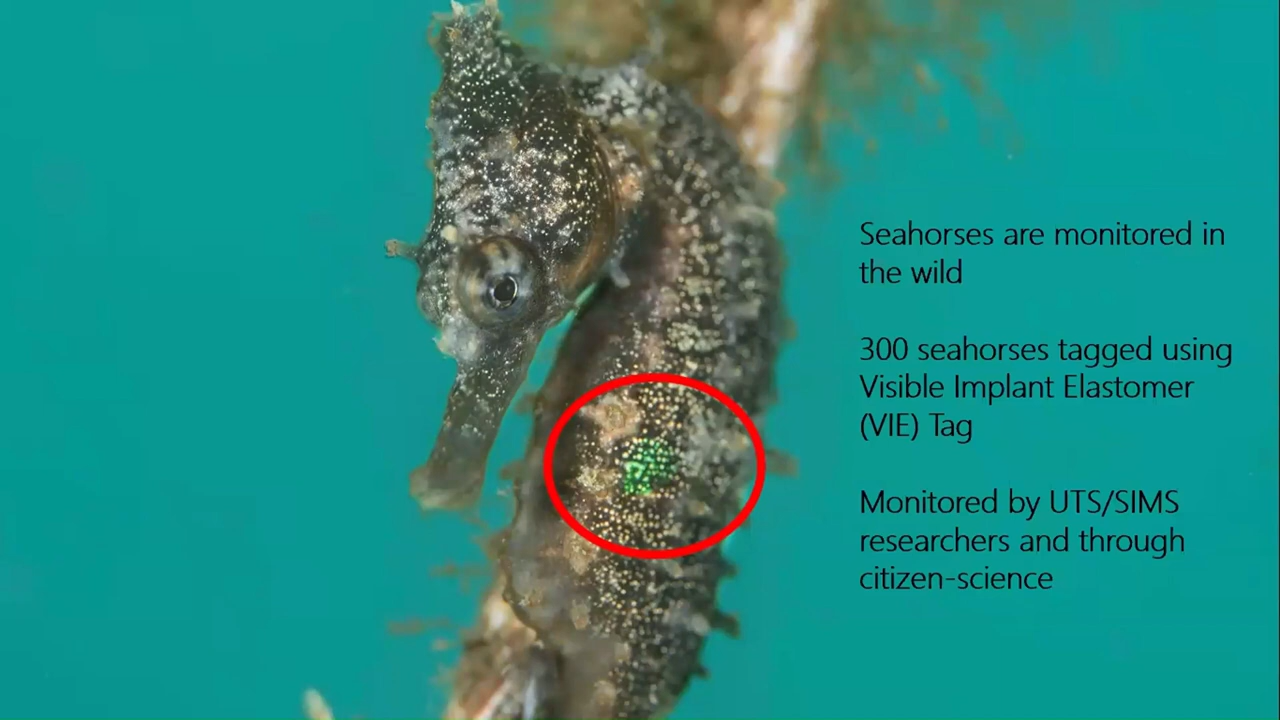 Seahorses are monitored in
the wild
300 seahorses tagged using
Visible Implant Elastomer
(VIE) Tag
Monitored by UTS/SIMS
researchers and through
citizen-science